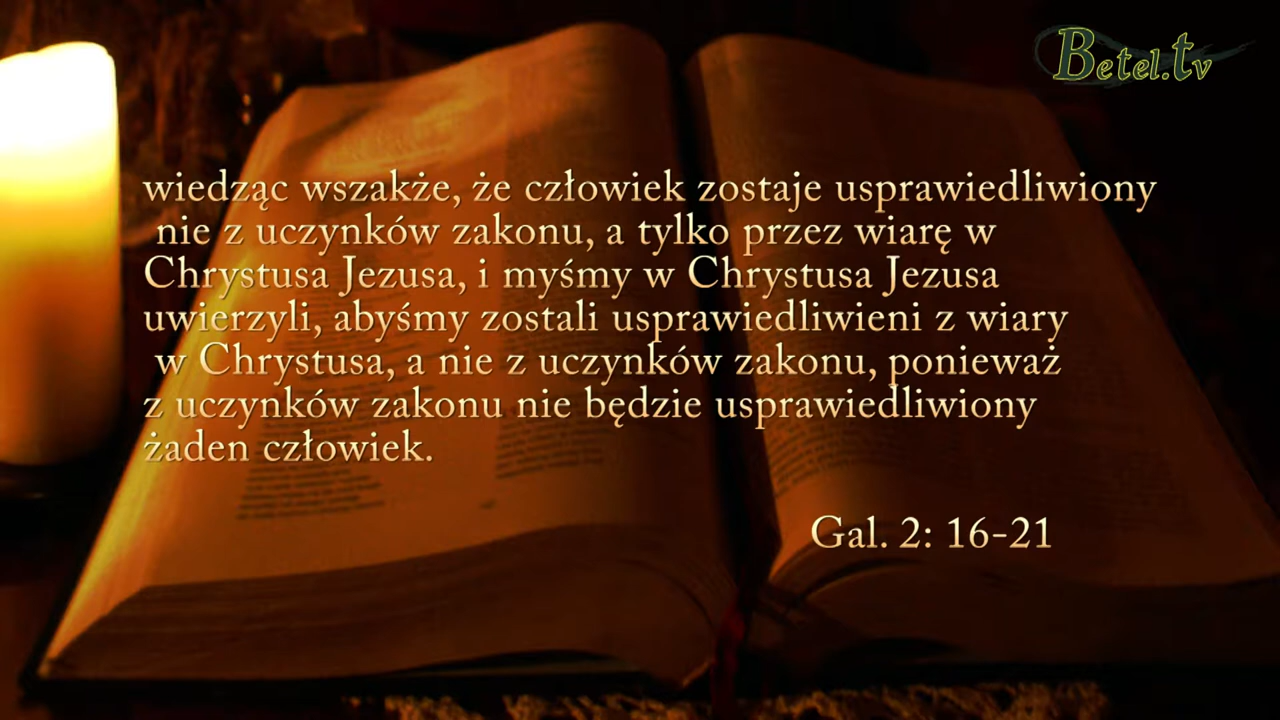 Betel.tv
wiedząc wszakże, że człowiek zostaje usprawiedliwiony
nie z uczynków zakonu, a tylko przez wiarę w
Chrystusa Jezusa, i myśmy w Chrystusa Jezusa
uwierzyli, abyśmy zostali usprawiedliwieni z wiary
w Chrystusa, a nie z uczynków zakonu, ponieważ
z uczynków zakonu nie będzie usprawiedliwiony
żaden człowiek.
Gal. 2: 16-21